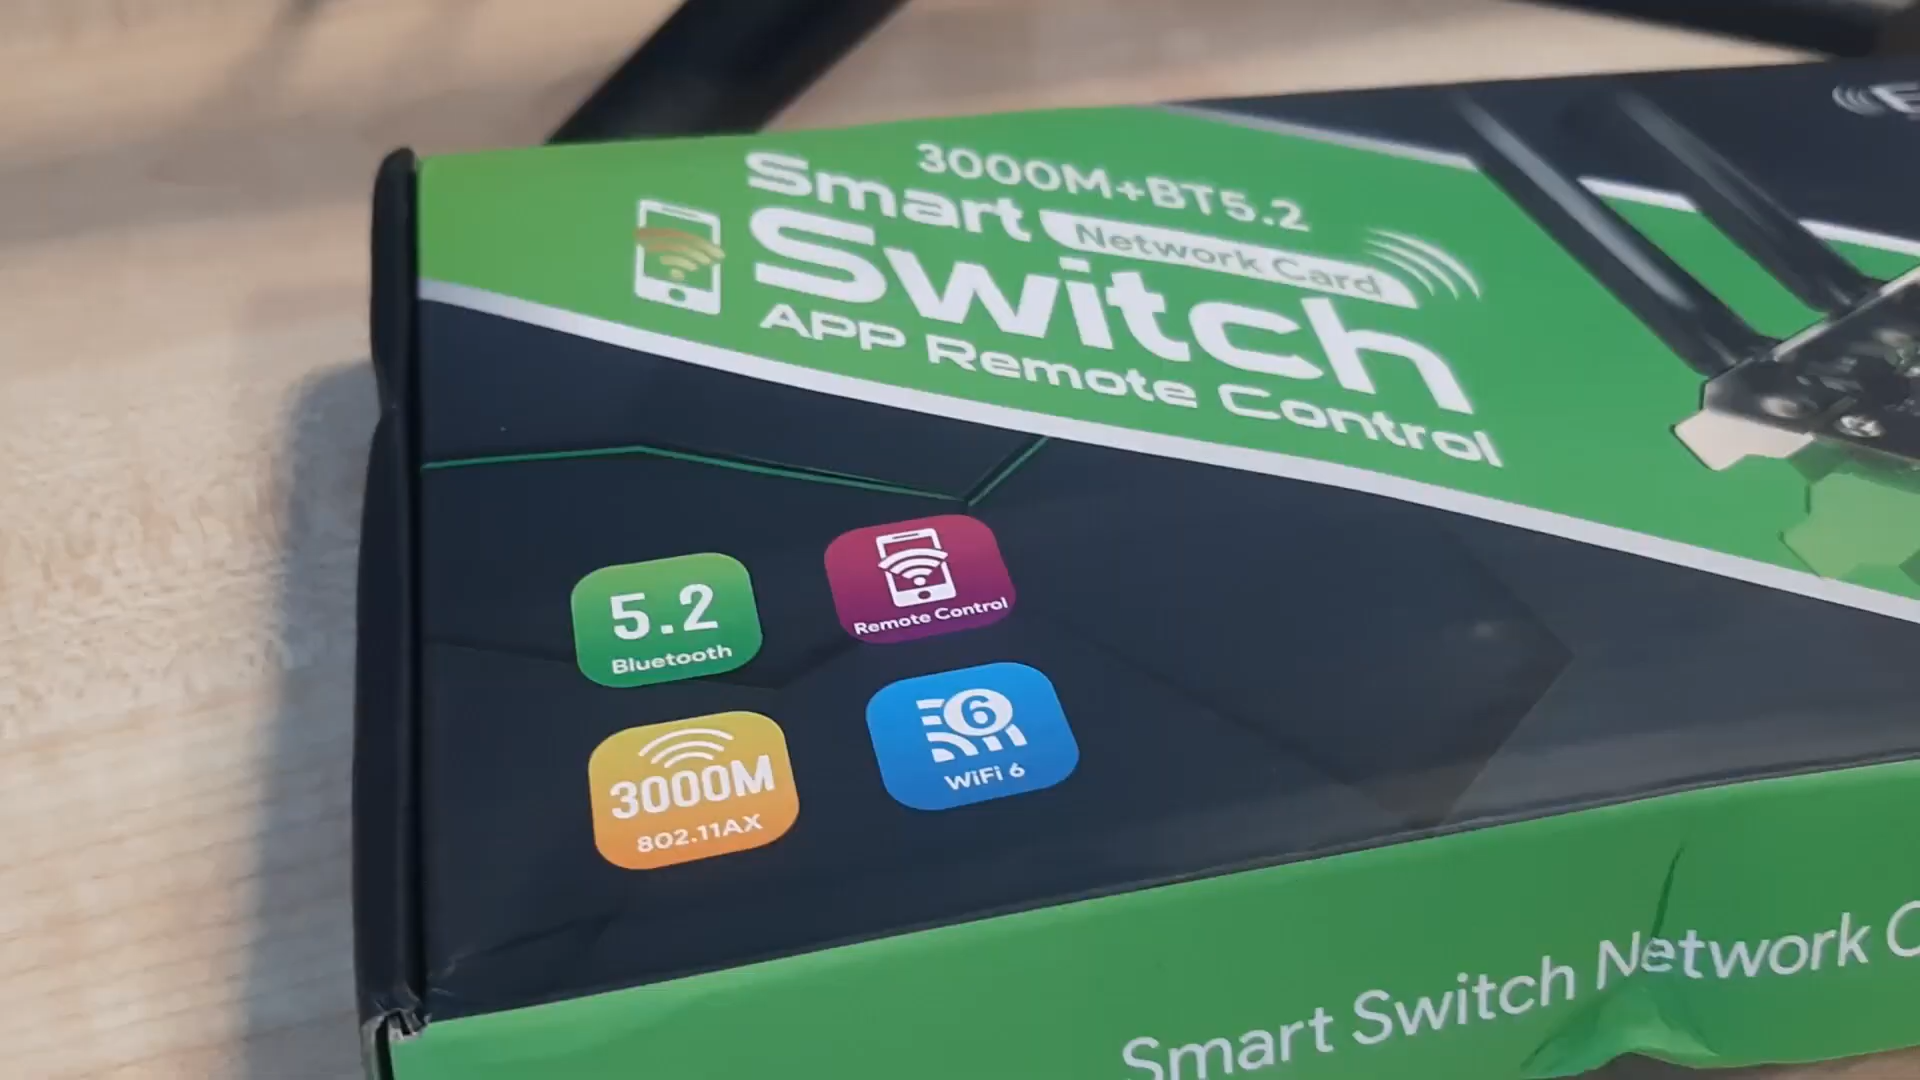 3000M+BT5.2
Smart
Network Card
Switch
APP Remote Control
5.2
Bluetooth
Remote Control
3000M
802.11AX
6
WiFi 6
Smart Switch Network